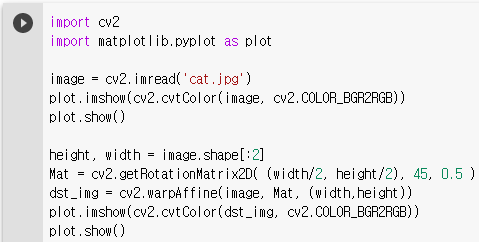 import cv2
import matplotlib.pyplot as plot
image = cv2.imread('cat.jpg')
plot.imshow(cv2.cvtColor(image, cv2.COLOR_BGR2RGB))
plot.show()
height, width = image.shape[:2]
Mat = cv2.getRotationMatrix2D( (width/2, height/2), 45, 0.5 )
dst_img = cv2.warpAffine(image, Mat, (width,height))
plot.imshow(cv2.cvtColor(dst_img, cv2.COLOR_BGR2RGB))
plot.show()